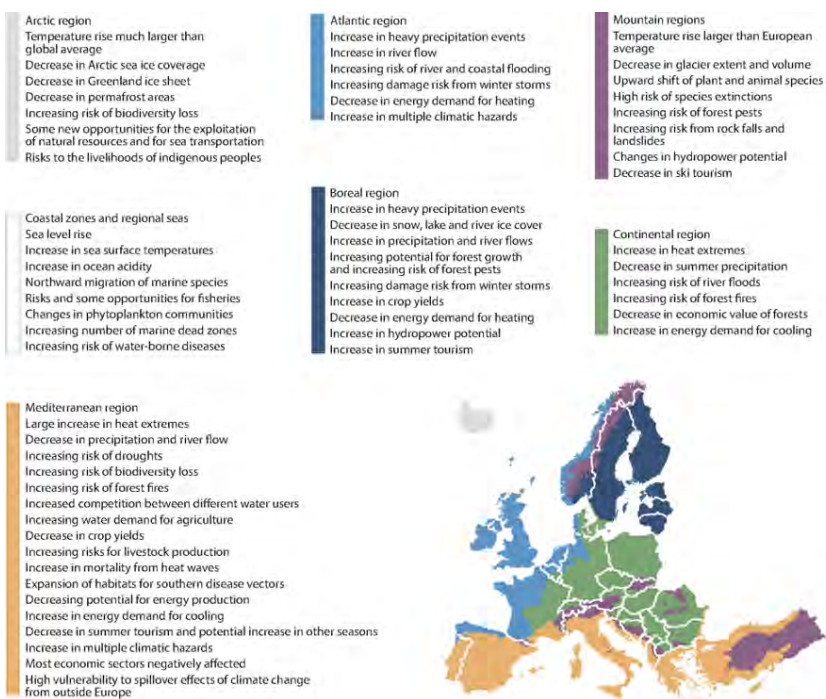 Arctic region
Temperature rise much larger than
global average
Decrease in Arctic sea ice coverage
Decrease in Greenland ice sheet
Decrease in permafrost areas
Increasing risk of biodiversity loss
Some new opportunities for the exploitation
of natural resources and for sea transportation
Risks to the livelihoods of indigenous peoples
Atlantic region
Increase in heavy precipitation events
Increase in river flow
Increasing risk of river and coastal flooding
Increasing damage risk from winter storms
Decrease in energy demand for heating
Increase in multiple climatic hazards
Mountain regions
Temperature rise larger than European
average
Decrease in glacier extent and volume
Upward shift of plant and animal species
High risk of species extinctions
Increasing risk of forest pests
Increasing risk from rock falls and
landslides
Changes in hydropower potential
Decrease in ski tourism
Coastal zones and regional seas
Sea level rise
Increase in sea surface temperatures
Increase in ocean acidity
Northward migration of marine species
Risks and some opportunities for fisheries
Changes in phytoplankton communities
Increasing number of marine dead zones
Increasing risk of water-borne diseases
Boreal region
Increase in heavy precipitation events
Decrease in snow, lake and river ice cover
Increase in precipitation and river flows
Increasing potential for forest growth
and increasing risk of forest pests
Increasing damage risk from winter storms
Increase in crop yields
Decrease in energy demand for heating
Increase in hydropower potential
Increase in summer tourism
Continental region
Increase in heat extremes
Decrease in summer precipitation
Increasing risk of river floods
Increasing risk of forest fires
Decrease in economic value of forests
Increase in energy demand for cooling
Mediterranean region
Large increase in heat extremes
Decrease in precipitation and river flow
Increasing risk of droughts
Increasing risk of biodiversity loss
Increasing risk of forest fires
Increased competition between different water users
Increasing water demand for agriculture
Decrease in crop yields
Increasing risks for livestock production
Increase in mortality from heat waves
Expansion of habitats for southern disease vectors
Decreasing potential for energy production
Increase in energy demand for cooling
Decrease in summer tourism and potential increase in other seasons
Increase in multiple climatic hazards
Most economic sectors negatively affected
High vulnerability to spillover effects of climate change
from outside Europe